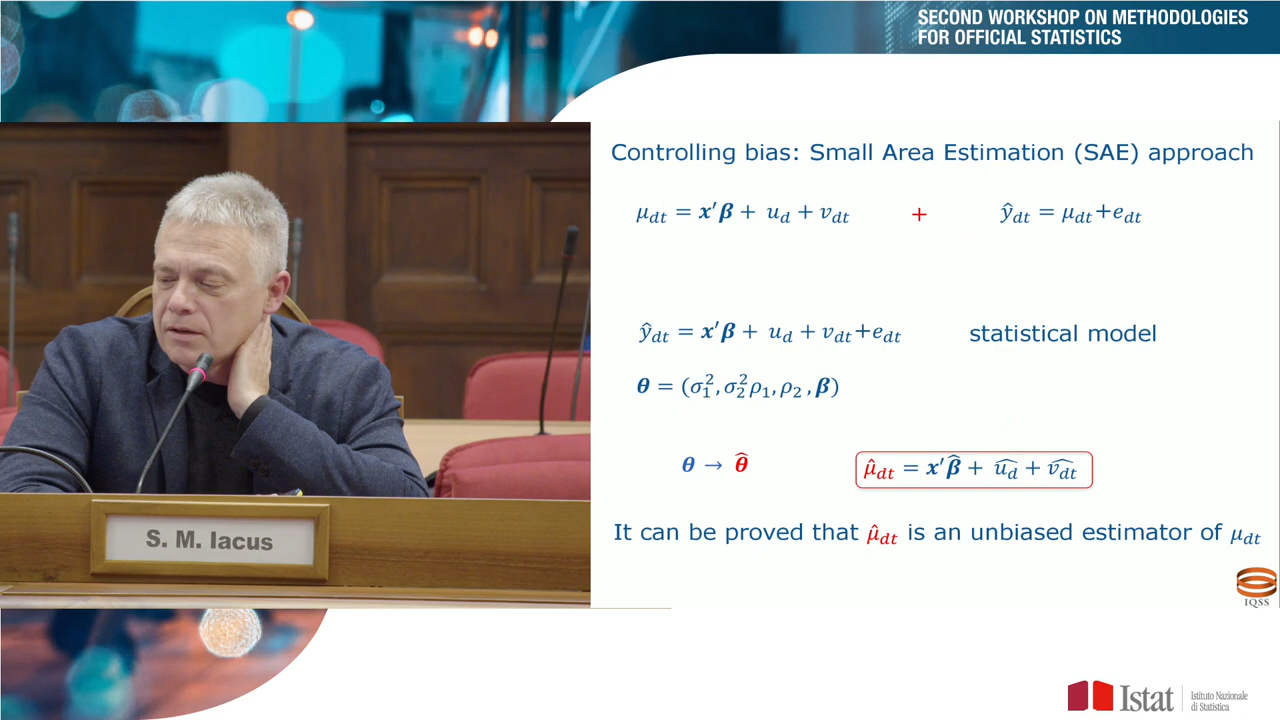 SECOND WORKSHOP ON METHODOLOGIES
FOR OFFICIAL STATISTICS
Controlling bias: Small Area Estimation (SAE) approach
μ_dt = x′β + u_d + v_dt + ŷ_dt = μ_dt+e_dt
ŷ_dt = x′β + u_d + v_dt+e_dt statistical model
θ = (σ₁², σ₂²ρ₁, ρ₂ , β)
θ → θ̂ μ̂_dt = x′β̂ + û_d + v̂_dt
It can be proved that μ̂_dt is an unbiased estimator of μ_dt
IQSS
S. M. Iacus
Istat
Istituto Nazionale
di Statistica